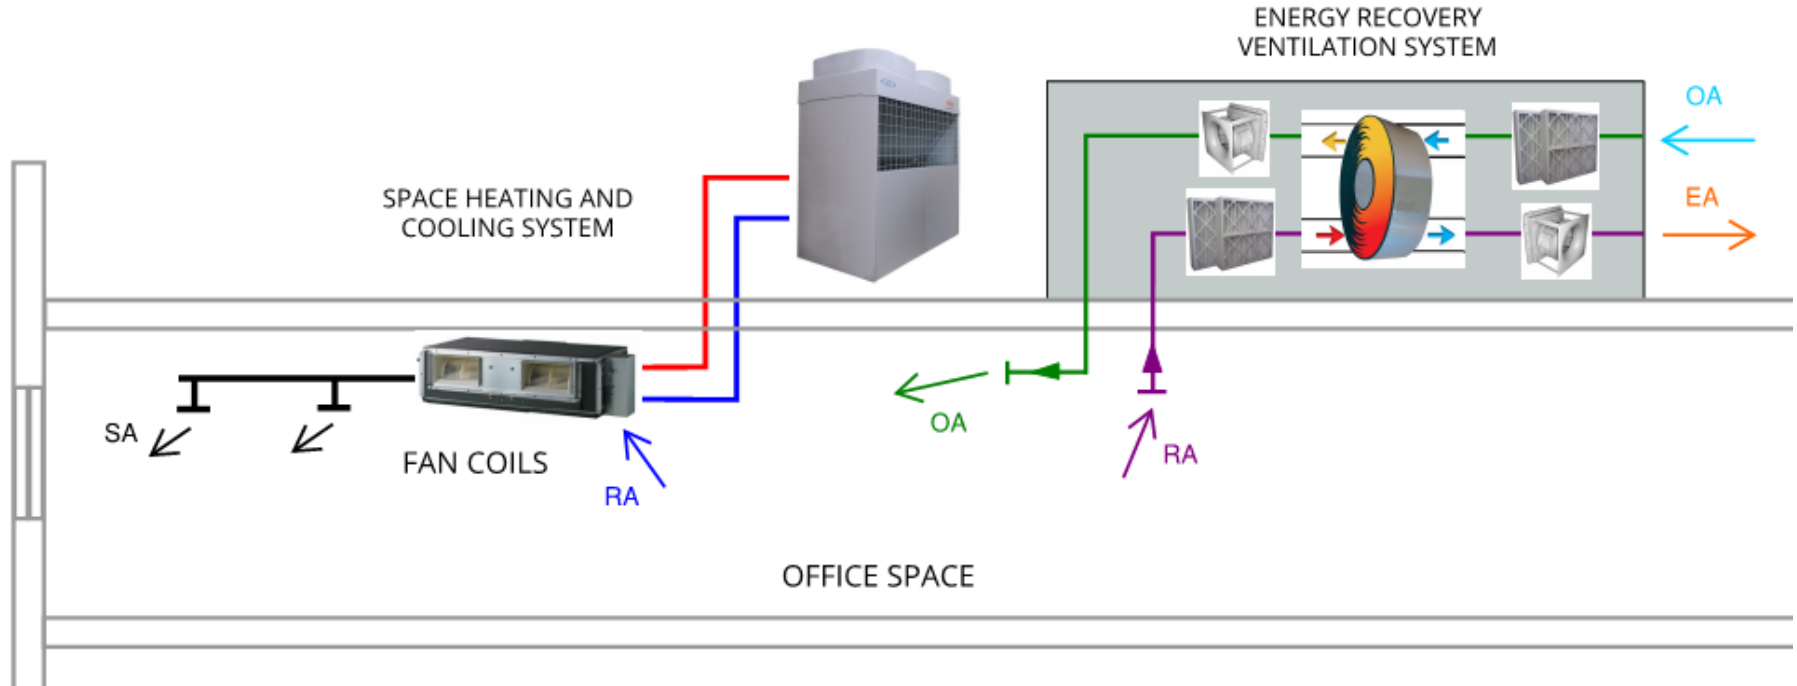 ENERGY RECOVERY
VENTILATION SYSTEM
OA
EA
SPACE HEATING AND
COOLING SYSTEM
OA
SA
FAN COILS
RA
RA
OFFICE SPACE